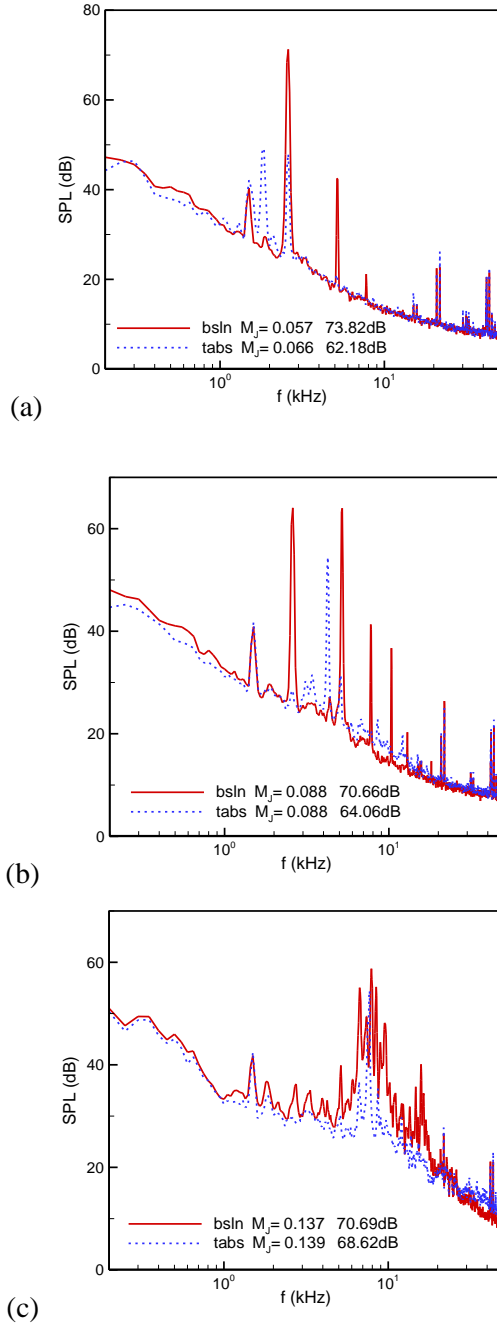 80
60
40
20
0
SPL (dB)
bsln M_J= 0.057 73.82dB
tabs M_J= 0.066 62.18dB
10^0
10^1
f (kHz)
(a)
60
40
20
0
SPL (dB)
bsln M_J= 0.088 70.66dB
tabs M_J= 0.088 64.06dB
10^0
10^1
f (kHz)
(b)
60
40
20
0
SPL (dB)
bsln M_J= 0.137 70.69dB
tabs M_J= 0.139 68.62dB
10^0
10^1
f (kHz)
(c)